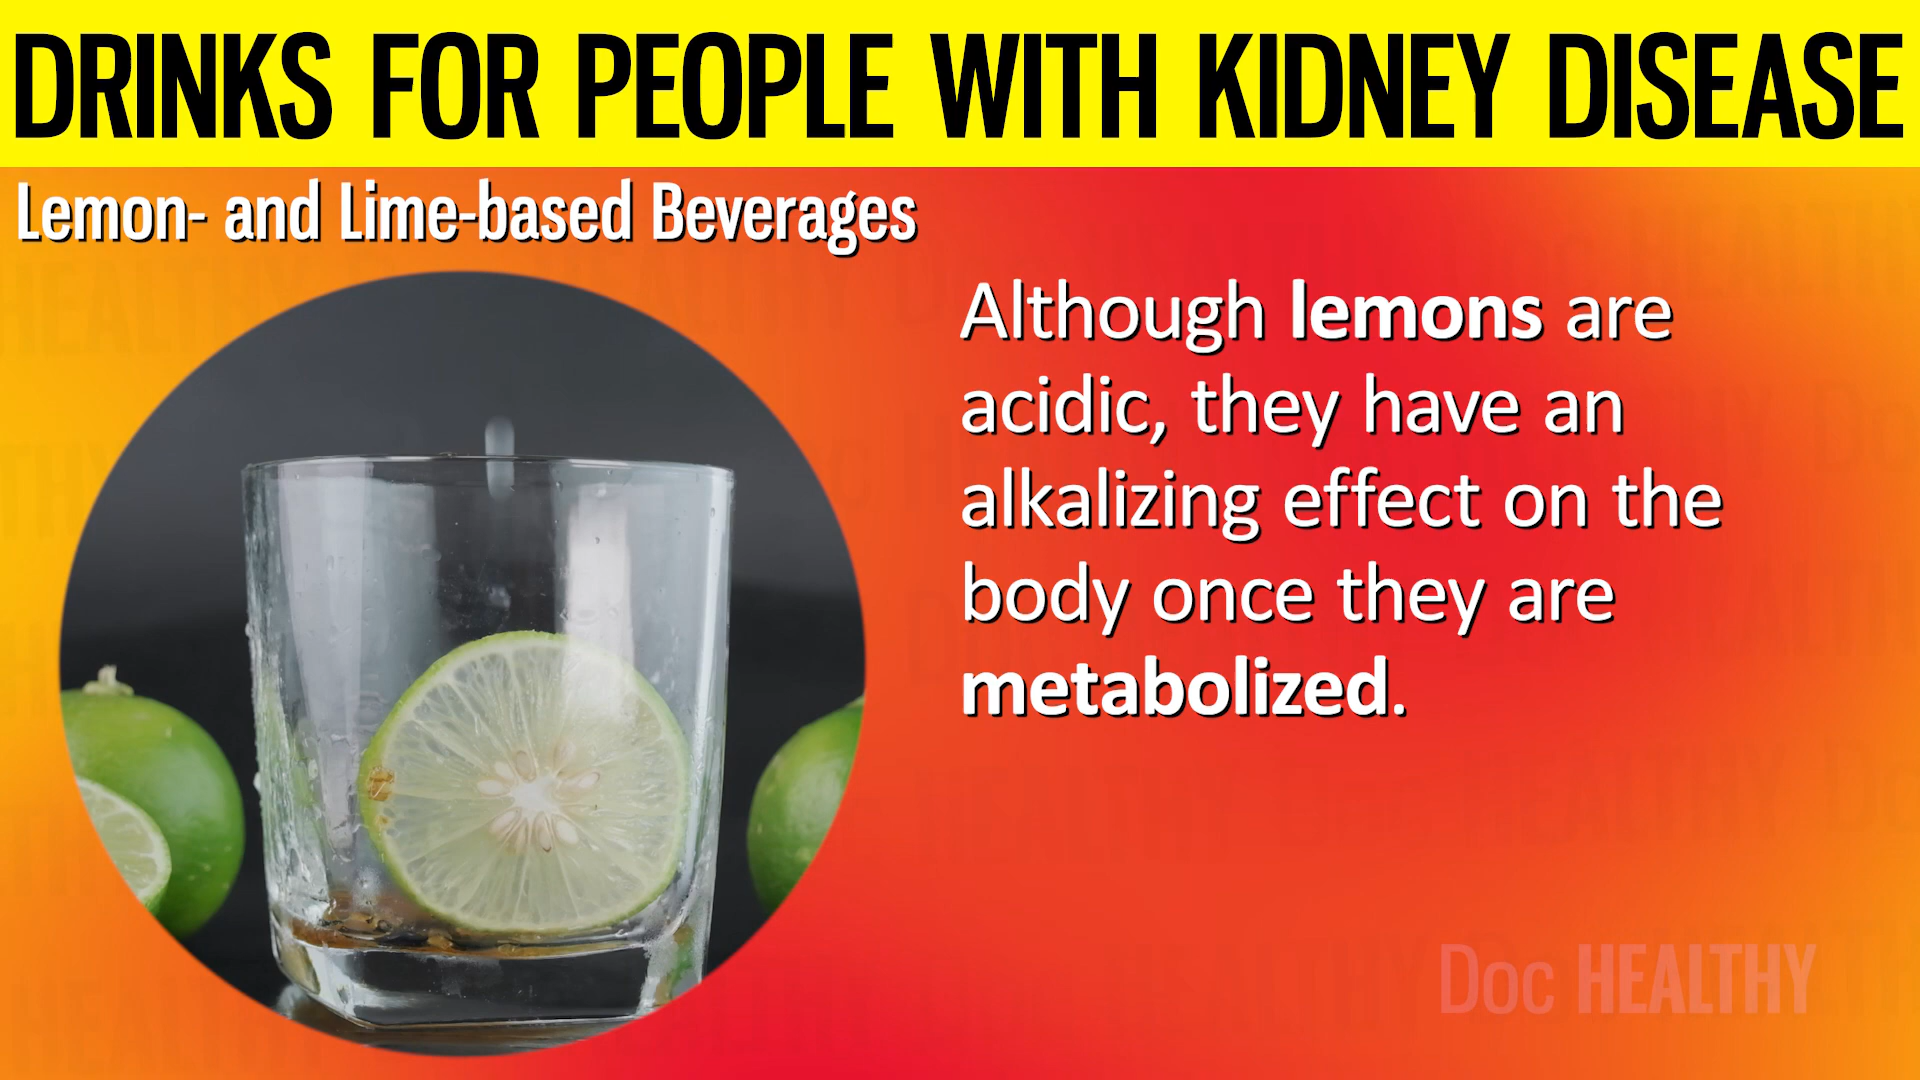 DRINKS FOR PEOPLE WITH KIDNEY DISEASE
Lemon- and Lime-based Beverages
Although lemons are
acidic, they have an
alkalizing effect on the
body once they are
metabolized.
Doc HEALTHY